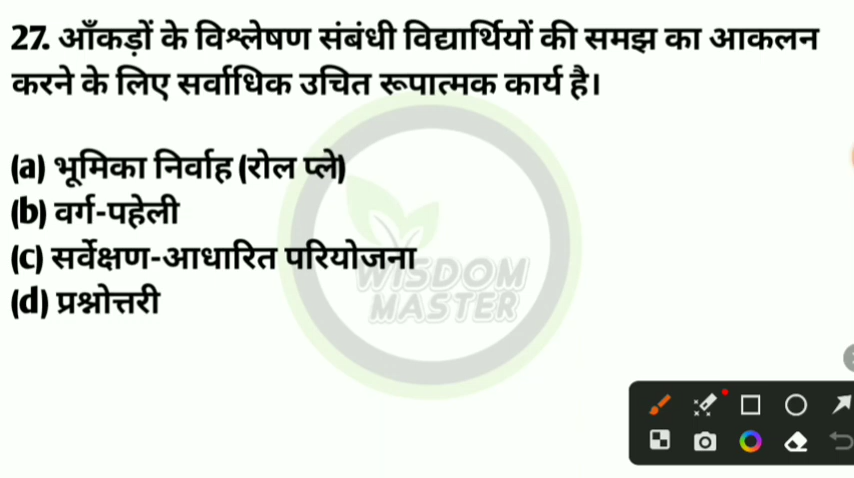 27. आँकड़ों के विश्लेषण संबंधी विद्यार्थियों की समझ का आकलन
करने के लिए सर्वाधिक उचित रूपात्मक कार्य है।
(a) भूमिका निर्वाह (रोल प्ले)
(b) वर्ग-पहेली
(c) सर्वेक्षण-आधारित परियोजना
(d) प्रश्नोत्तरी
WISDOM
MASTER